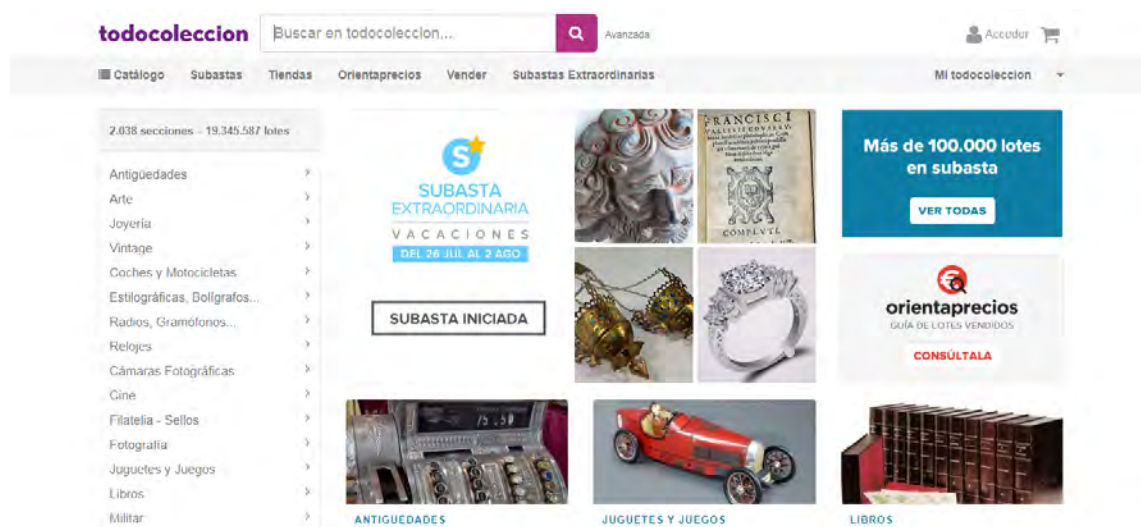 todocoleccion
Buscar en todocoleccion...
Avanzada
Acceder
Catálogo
Subastas
Tiendas
Orientaprecios
Vender
Subastas Extraordinarias
Mi todocoleccion
2.038 secciones - 19.345.587 lotes
Antigüedades
Arte
Joyería
Vintage
Coches y Motocicletas
Estilográficas, Bolígrafos...
Radios, Gramófonos...
Relojes
Cámaras Fotográficas
Cine
Filatelia - Sellos
Fotografía
Juguetes y Juegos
Libros
Militar
S
SUBASTA
EXTRAORDINARIA
VACACIONES
DEL 26 JUL AL 2 AGO
SUBASTA INICIADA
FRANCISCI
COMPLVTI
Más de 100.000 lotes
en subasta
VER TODAS
orientaprecios
GUÍA DE LOTES VENDIDOS
CONSÚLTALA
ANTIGÜEDADES
JUGUETES Y JUEGOS
LIBROS